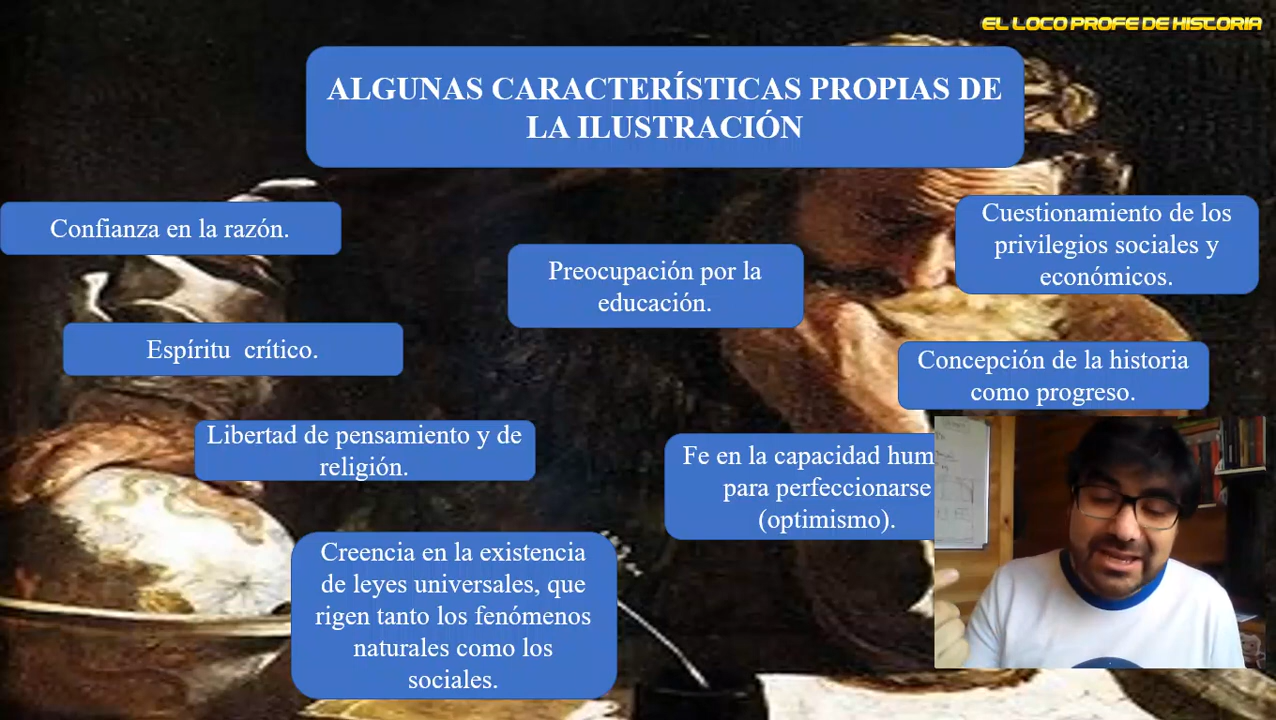 EL LOCO PROFE DE HISTORIA
ALGUNAS CARACTERÍSTICAS PROPIAS DE
LA ILUSTRACIÓN
Confianza en la razón.
Espíritu crítico.
Libertad de pensamiento y de
religión.
Creencia en la existencia
de leyes universales, que
rigen tanto los fenómenos
naturales como los
sociales.
Preocupación por la
educación.
Fe en la capacidad hum
para perfeccionarse
(optimismo).
Cuestionamiento de los
privilegios sociales y
económicos.
Concepción de la historia
como progreso.